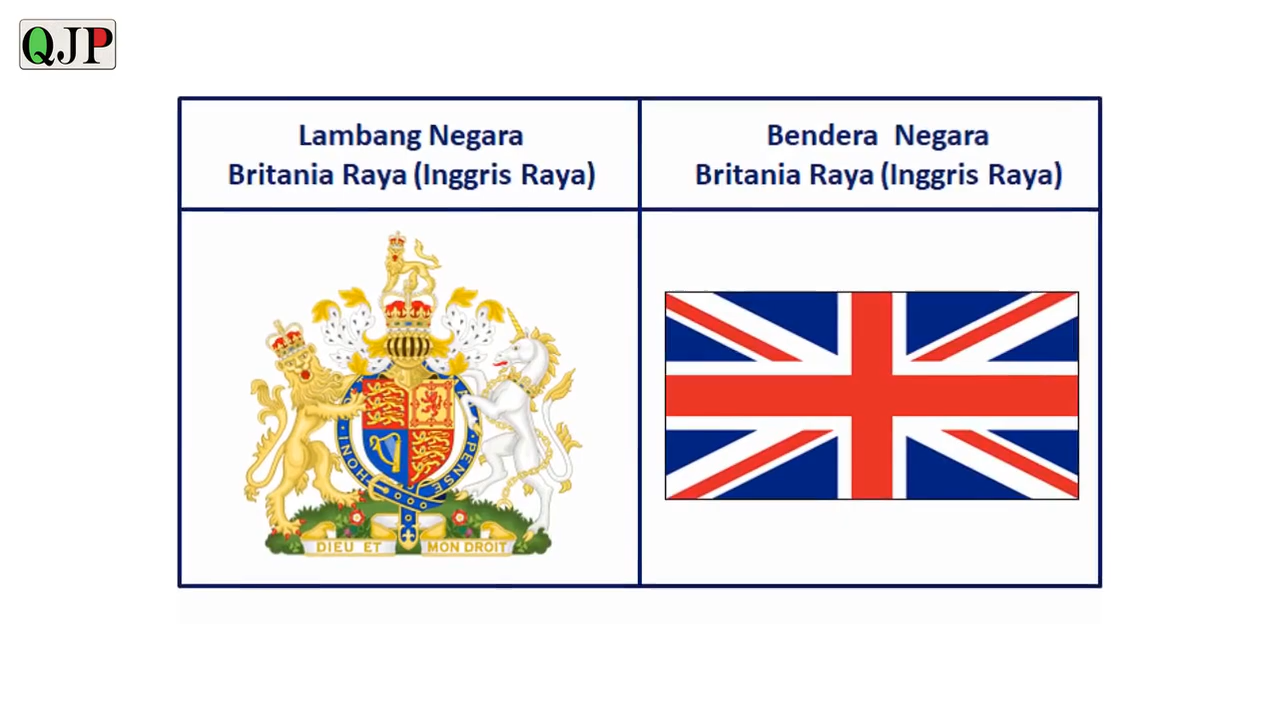 QJP
Lambang Negara
Britania Raya (Inggris Raya)
Bendera Negara
Britania Raya (Inggris Raya)
HONI
PENSE
DIEU ET MON DROIT